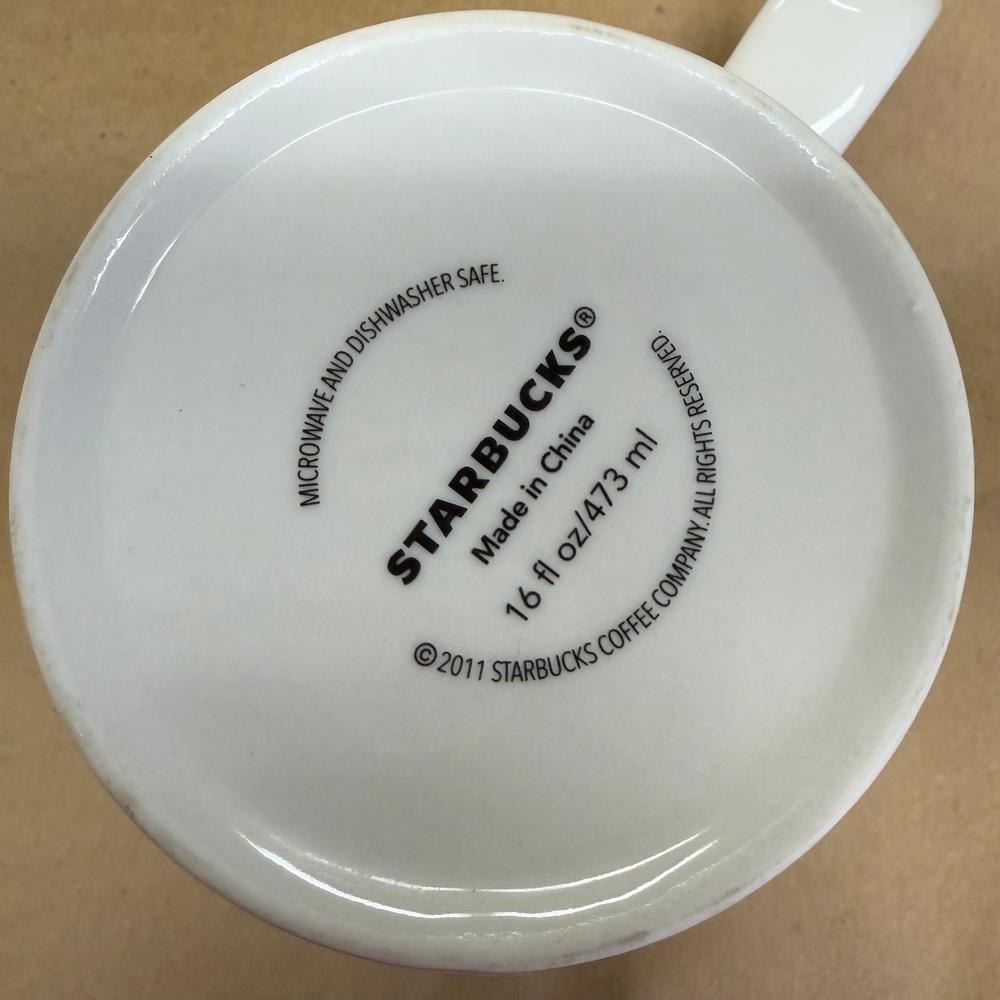 MICROWAVE AND DISHWASHER SAFE.
STARBUCKS®
Made in China
16 fl oz/473 ml
©2011 STARBUCKS COFFEE COMPANY. ALL RIGHTS RESERVED.